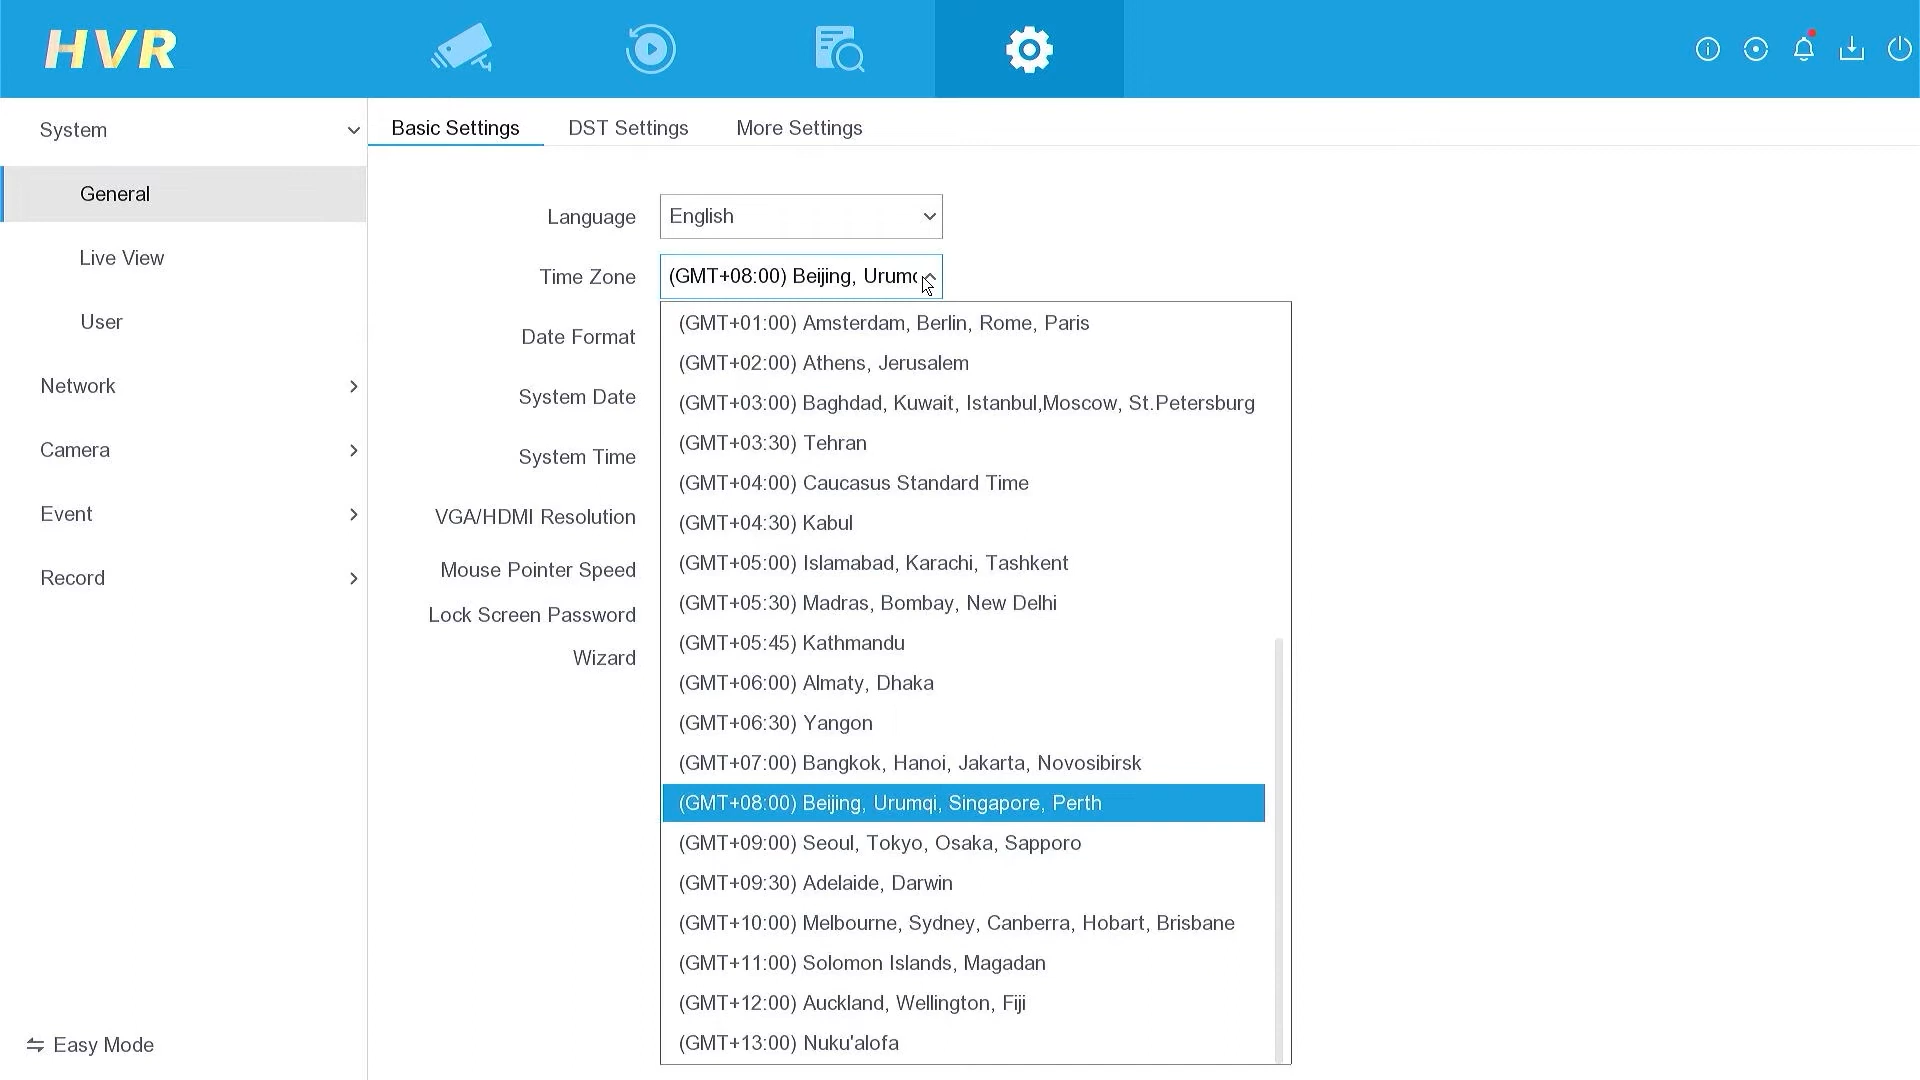 HVR
System
General
Live View
User
Network
Camera
Event
Record
Easy Mode
Basic Settings
DST Settings
More Settings
Language
English
Time Zone
(GMT+08:00) Beijing, Urumq
Date Format
System Date
System Time
VGA/HDMI Resolution
Mouse Pointer Speed
Lock Screen Password
Wizard
(GMT+01:00) Amsterdam, Berlin, Rome, Paris
(GMT+02:00) Athens, Jerusalem
(GMT+03:00) Baghdad, Kuwait, Istanbul,Moscow, St.Petersburg
(GMT+03:30) Tehran
(GMT+04:00) Caucasus Standard Time
(GMT+04:30) Kabul
(GMT+05:00) Islamabad, Karachi, Tashkent
(GMT+05:30) Madras, Bombay, New Delhi
(GMT+05:45) Kathmandu
(GMT+06:00) Almaty, Dhaka
(GMT+06:30) Yangon
(GMT+07:00) Bangkok, Hanoi, Jakarta, Novosibirsk
(GMT+08:00) Beijing, Urumqi, Singapore, Perth
(GMT+09:00) Seoul, Tokyo, Osaka, Sapporo
(GMT+09:30) Adelaide, Darwin
(GMT+10:00) Melbourne, Sydney, Canberra, Hobart, Brisbane
(GMT+11:00) Solomon Islands, Magadan
(GMT+12:00) Auckland, Wellington, Fiji
(GMT+13:00) Nuku'alofa